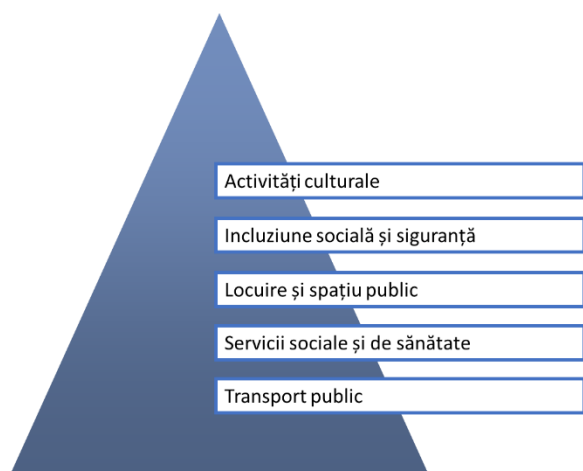 Activități culturale
Incluziune socială și siguranță
Locuire și spațiu public
Servicii sociale și de sănătate
Transport public